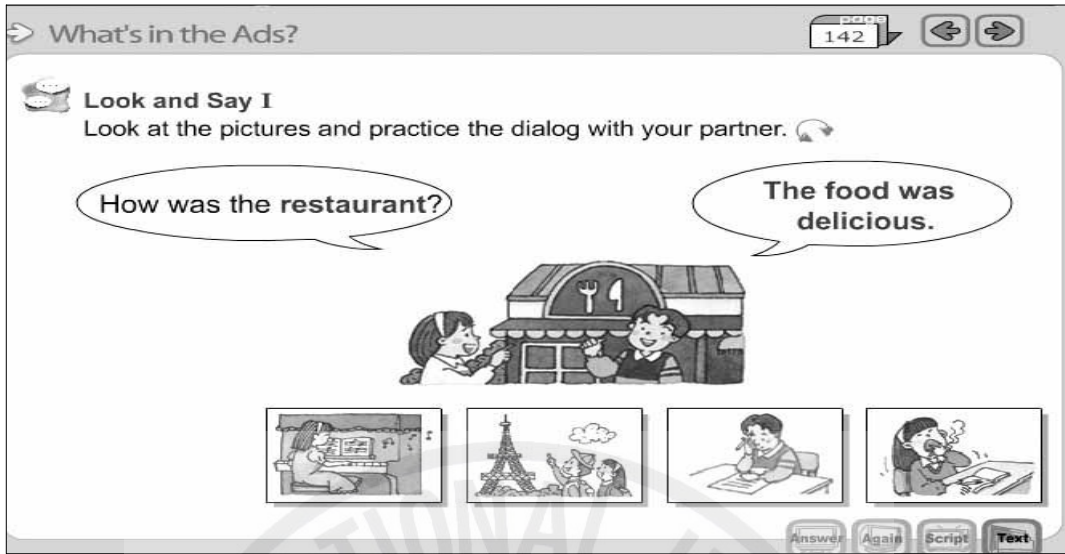 What's in the Ads?
page
142
Look and Say I
Look at the pictures and practice the dialog with your partner.
How was the restaurant?
The food was
delicious.
Answer
Again
Script
Text